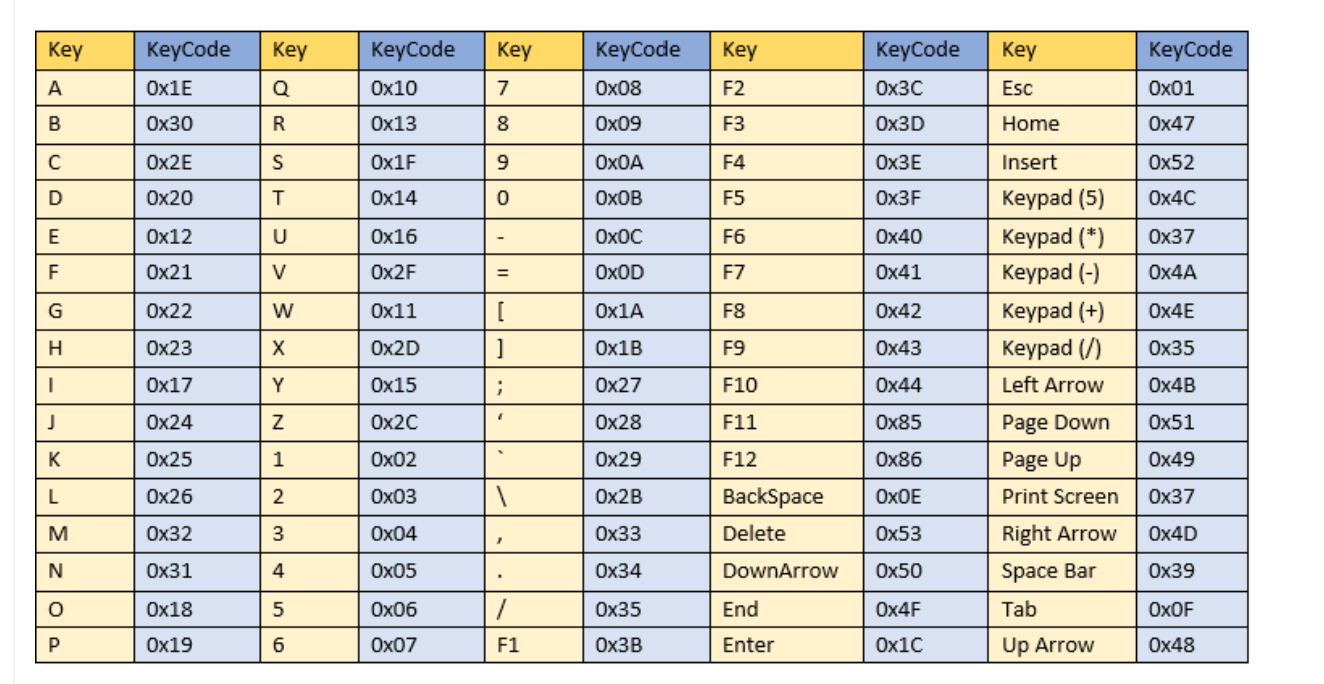 Key KeyCode Key KeyCode Key KeyCode Key KeyCode Key KeyCode
A 0x1E Q 0x10 7 0x08 F2 0x3C Esc 0x01
B 0x30 R 0x13 8 0x09 F3 0x3D Home 0x47
C 0x2E S 0x1F 9 0x0A F4 0x3E Insert 0x52
D 0x20 T 0x14 0 0x0B F5 0x3F Keypad (5) 0x4C
E 0x12 U 0x16 - 0x0C F6 0x40 Keypad (*) 0x37
F 0x21 V 0x2F = 0x0D F7 0x41 Keypad (-) 0x4A
G 0x22 W 0x11 [ 0x1A F8 0x42 Keypad (+) 0x4E
H 0x23 X 0x2D ] 0x1B F9 0x43 Keypad (/) 0x35
I 0x17 Y 0x15 ; 0x27 F10 0x44 Left Arrow 0x4B
J 0x24 Z 0x2C ‘ 0x28 F11 0x85 Page Down 0x51
K 0x25 1 0x02 ` 0x29 F12 0x86 Page Up 0x49
L 0x26 2 0x03 \ 0x2B BackSpace 0x0E Print Screen 0x37
M 0x32 3 0x04 , 0x33 Delete 0x53 Right Arrow 0x4D
N 0x31 4 0x05 . 0x34 DownArrow 0x50 Space Bar 0x39
O 0x18 5 0x06 / 0x35 End 0x4F Tab 0x0F
P 0x19 6 0x07 F1 0x3B Enter 0x1C Up Arrow 0x48